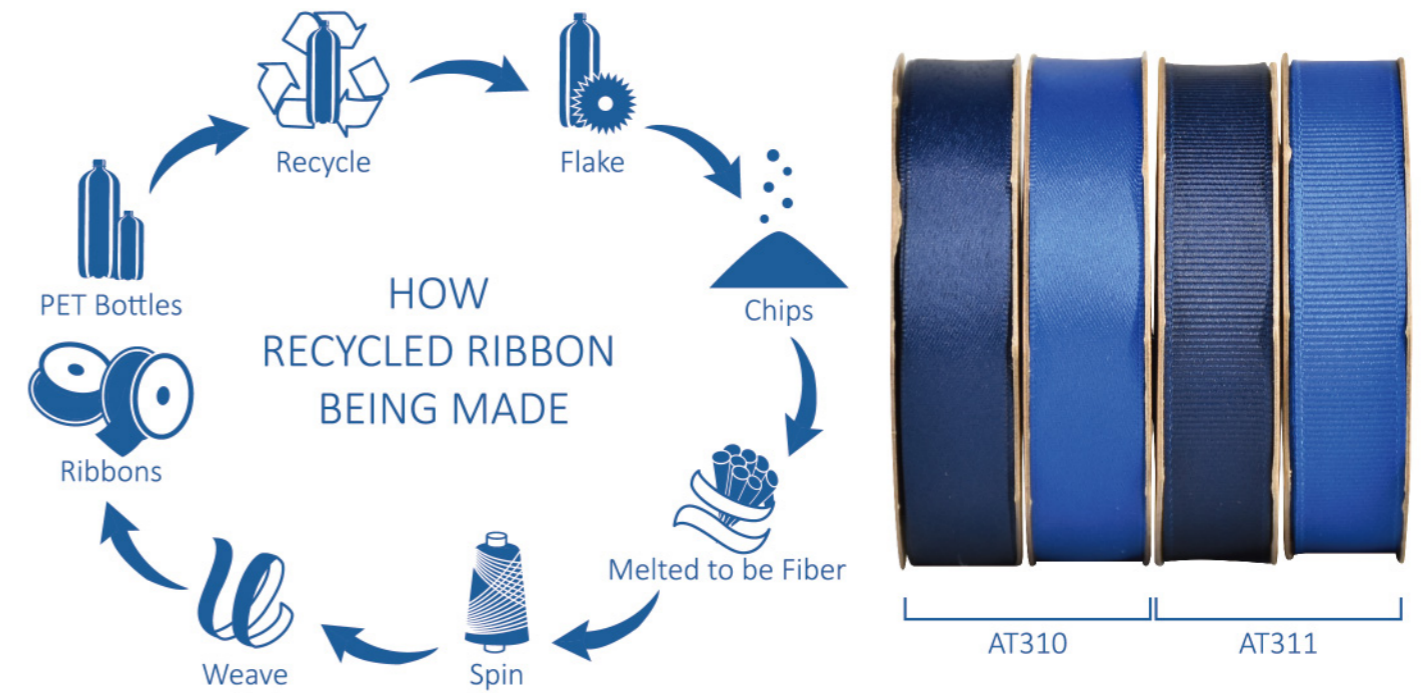 HOW
RECYCLED RIBBON
BEING MADE
PET Bottles
Recycle
Flake
Chips
Melted to be Fiber
Spin
Weave
Ribbons
AT310
AT311